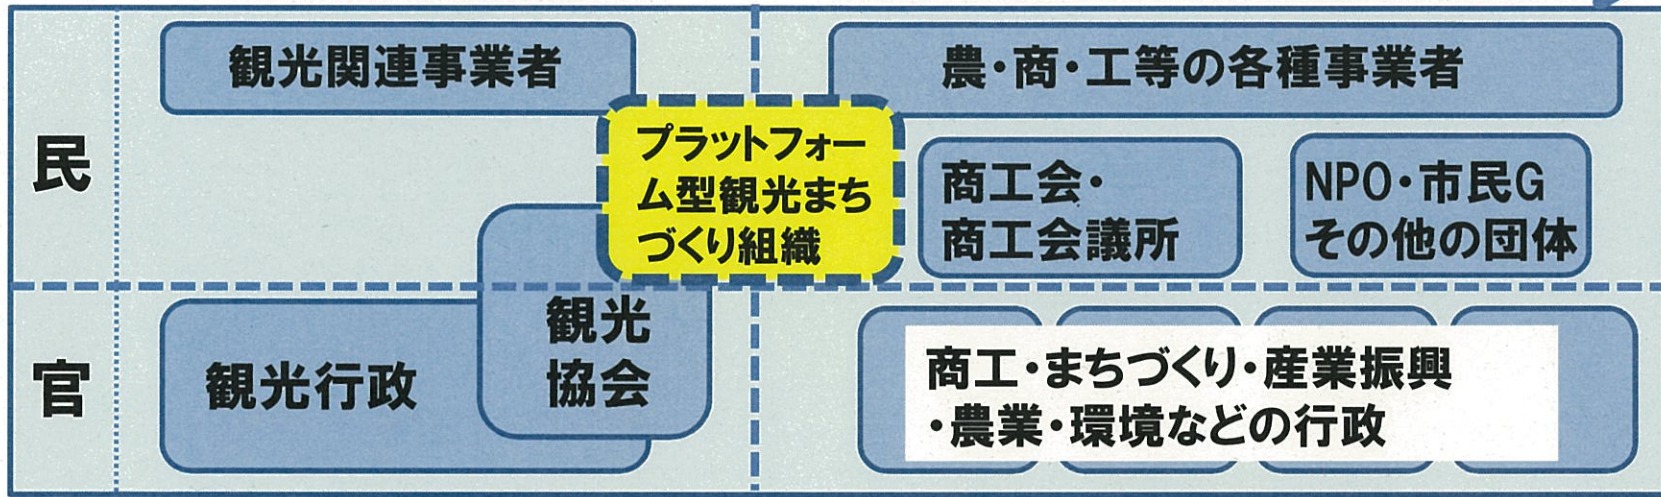 観光関連事業者
農・商・工等の各種事業者
民
プラットフォー
ム型観光まち
づくり組織
商工会・
商工会議所
NPO・市民G
その他の団体
官
観光行政
観光
協会
商工・まちづくり・産業振興
・農業・環境などの行政